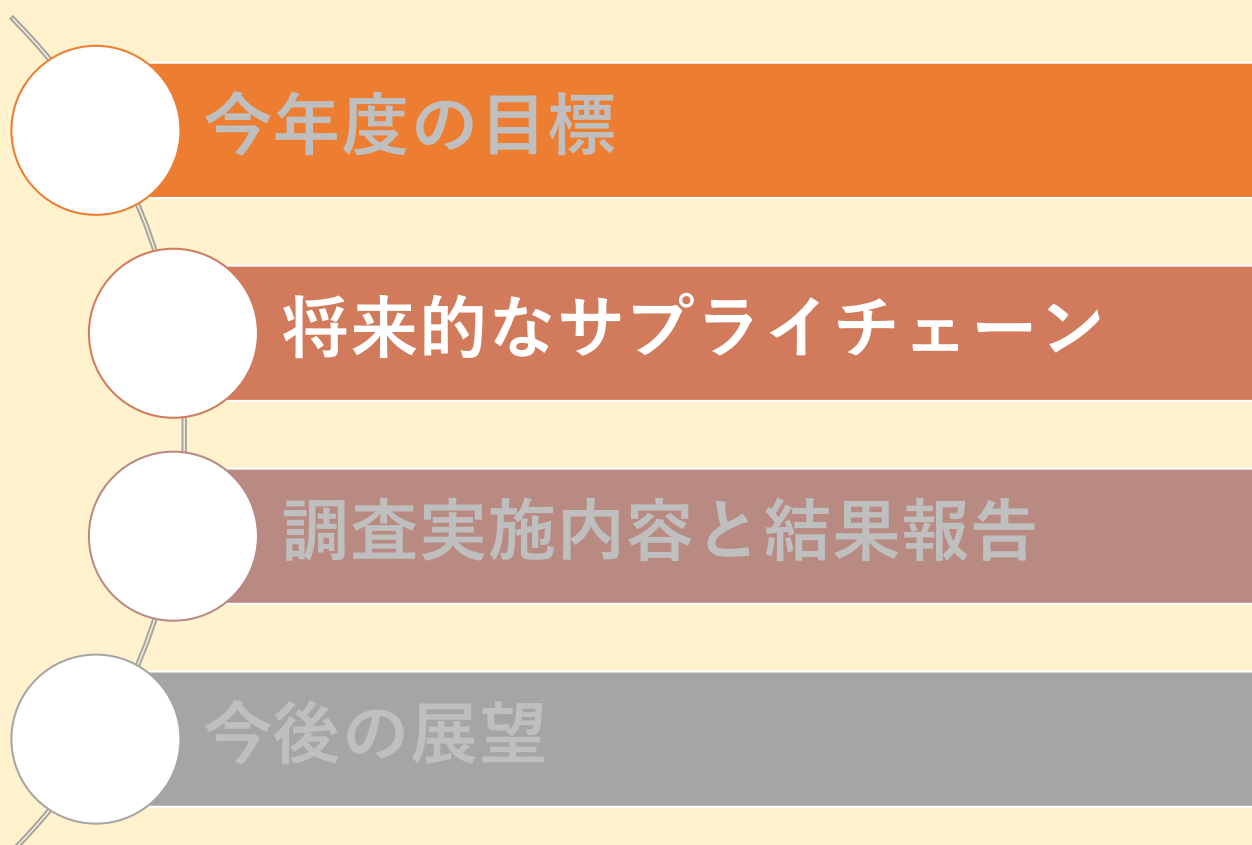 今年度の目標
将来的なサプライチェーン
調査実施内容と結果報告
今後の展望